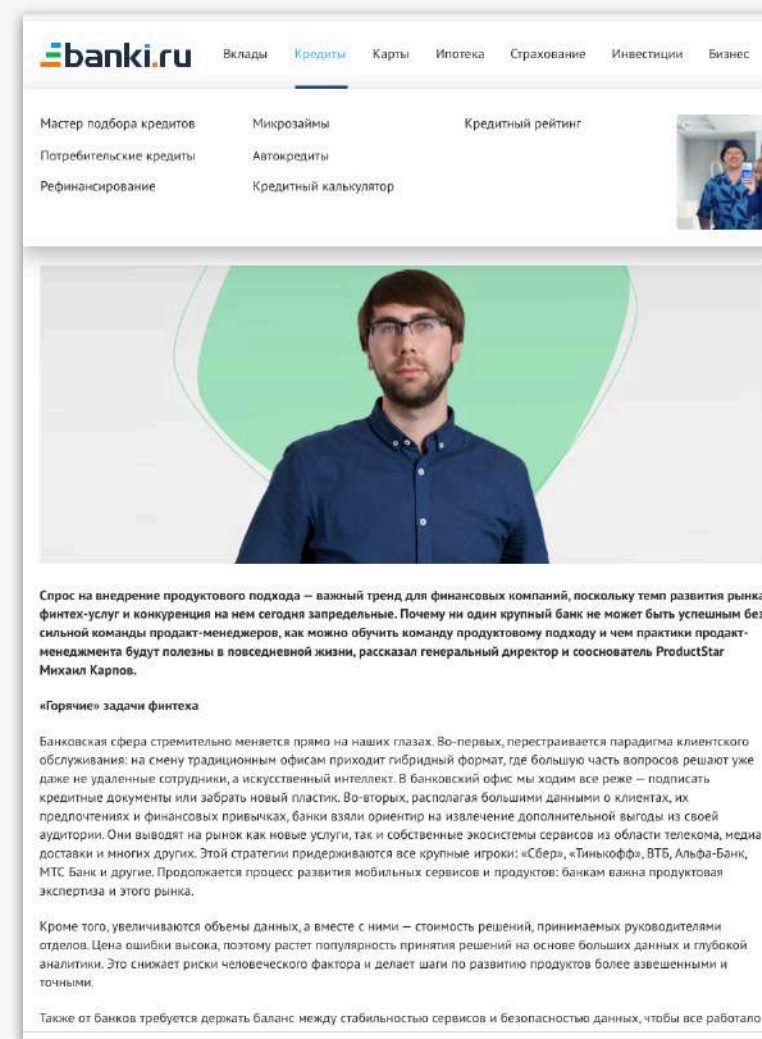 banki.ru
Вклады Кредиты Карты Ипотека Страхование Инвестиции Бизнес
Мастер подбора кредитов Микрозаймы Кредитный рейтинг
Потребительские кредиты Автокредиты
Рефинансирование Кредитный калькулятор
Спрос на внедрение продуктового подхода — важный тренд для финансовых компаний, поскольку темп развития рынка
финтех-услуг и конкуренция на нем сегодня запредельные. Почему ни один крупный банк не может быть успешным без
сильной команды продакт-менеджеров, как можно обучить команду продуктовому подходу и чем практики продакт-
менеджмента будут полезны в повседневной жизни, рассказал генеральный директор и сооснователь ProductStar
Михаил Карпов.
«Горячие» задачи финтеха
Банковская сфера стремительно меняется прямо на наших глазах. Во-первых, перестраивается парадигма клиентского
обслуживания: на смену традиционным офисам приходит гибридный формат, где большую часть вопросов решают уже
даже не удаленные сотрудники, а искусственный интеллект. В банковский офис мы ходим все реже — подписать
кредитные документы или забрать новый пластик. Во-вторых, располагая большими данными о клиентах, их
предпочтениях и финансовых привычках, банки взяли ориентир на извлечение дополнительной выгоды из своей
аудитории. Они выводят на рынок как новые услуги, так и собственные экосистемы сервисов из области телекома, медиа
доставки и многих других. Этой стратегии придерживаются все крупные игроки: «Сбер», «Тинькофф», ВТБ, Альфа-Банк,
МТС Банк и другие. Продолжается процесс развития мобильных сервисов и продуктов: банкам важна продуктовая
экспертиза и этого рынка.
Кроме того, увеличиваются объемы данных, а вместе с ними — стоимость решений, принимаемых руководителями
отделов. Цена ошибки высока, поэтому растет популярность принятия решений на основе больших данных и глубокой
аналитики. Это снижает риски человеческого фактора и делает шаги по развитию продуктов более взвешенными и
точными.
Также от банков требуется держать баланс между стабильностью сервисов и безопасностью данных, чтобы все работало